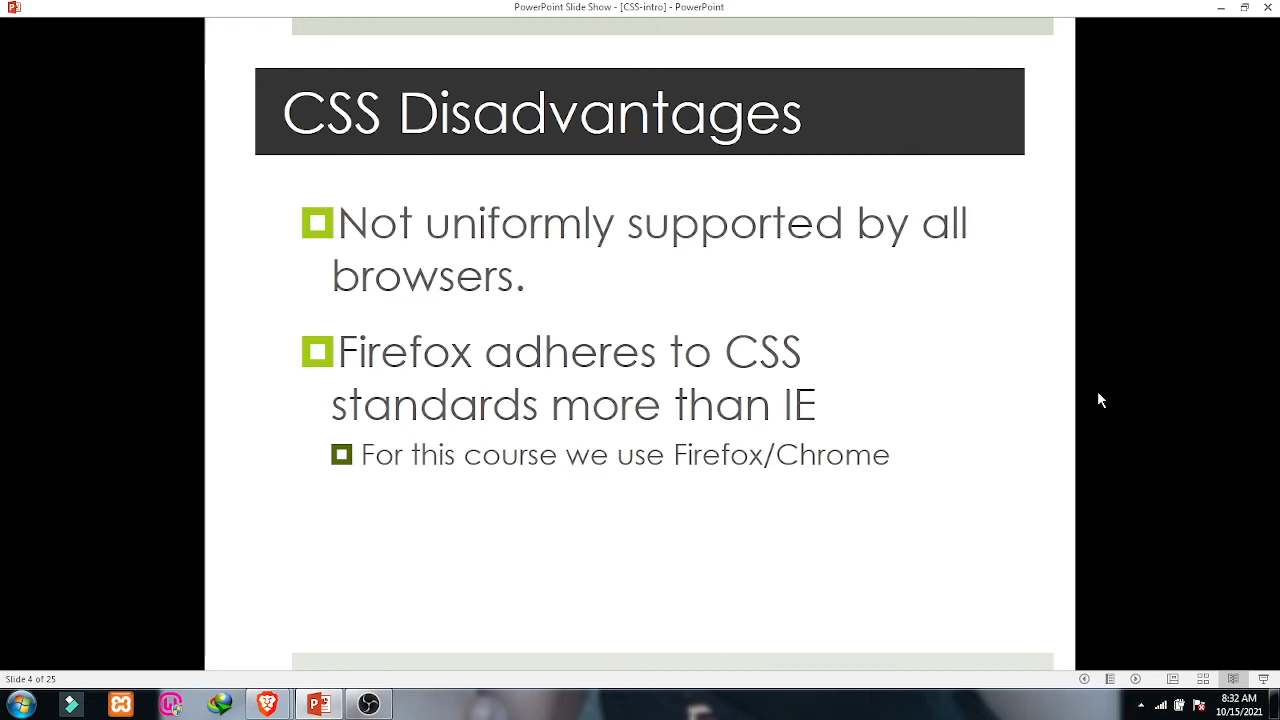 PowerPoint Slide Show - [CSS-intro] - PowerPoint
CSS Disadvantages
Not uniformly supported by all
browsers.
Firefox adheres to CSS
standards more than IE
For this course we use Firefox/Chrome
Slide 4 of 25
8:32 AM
10/15/2021